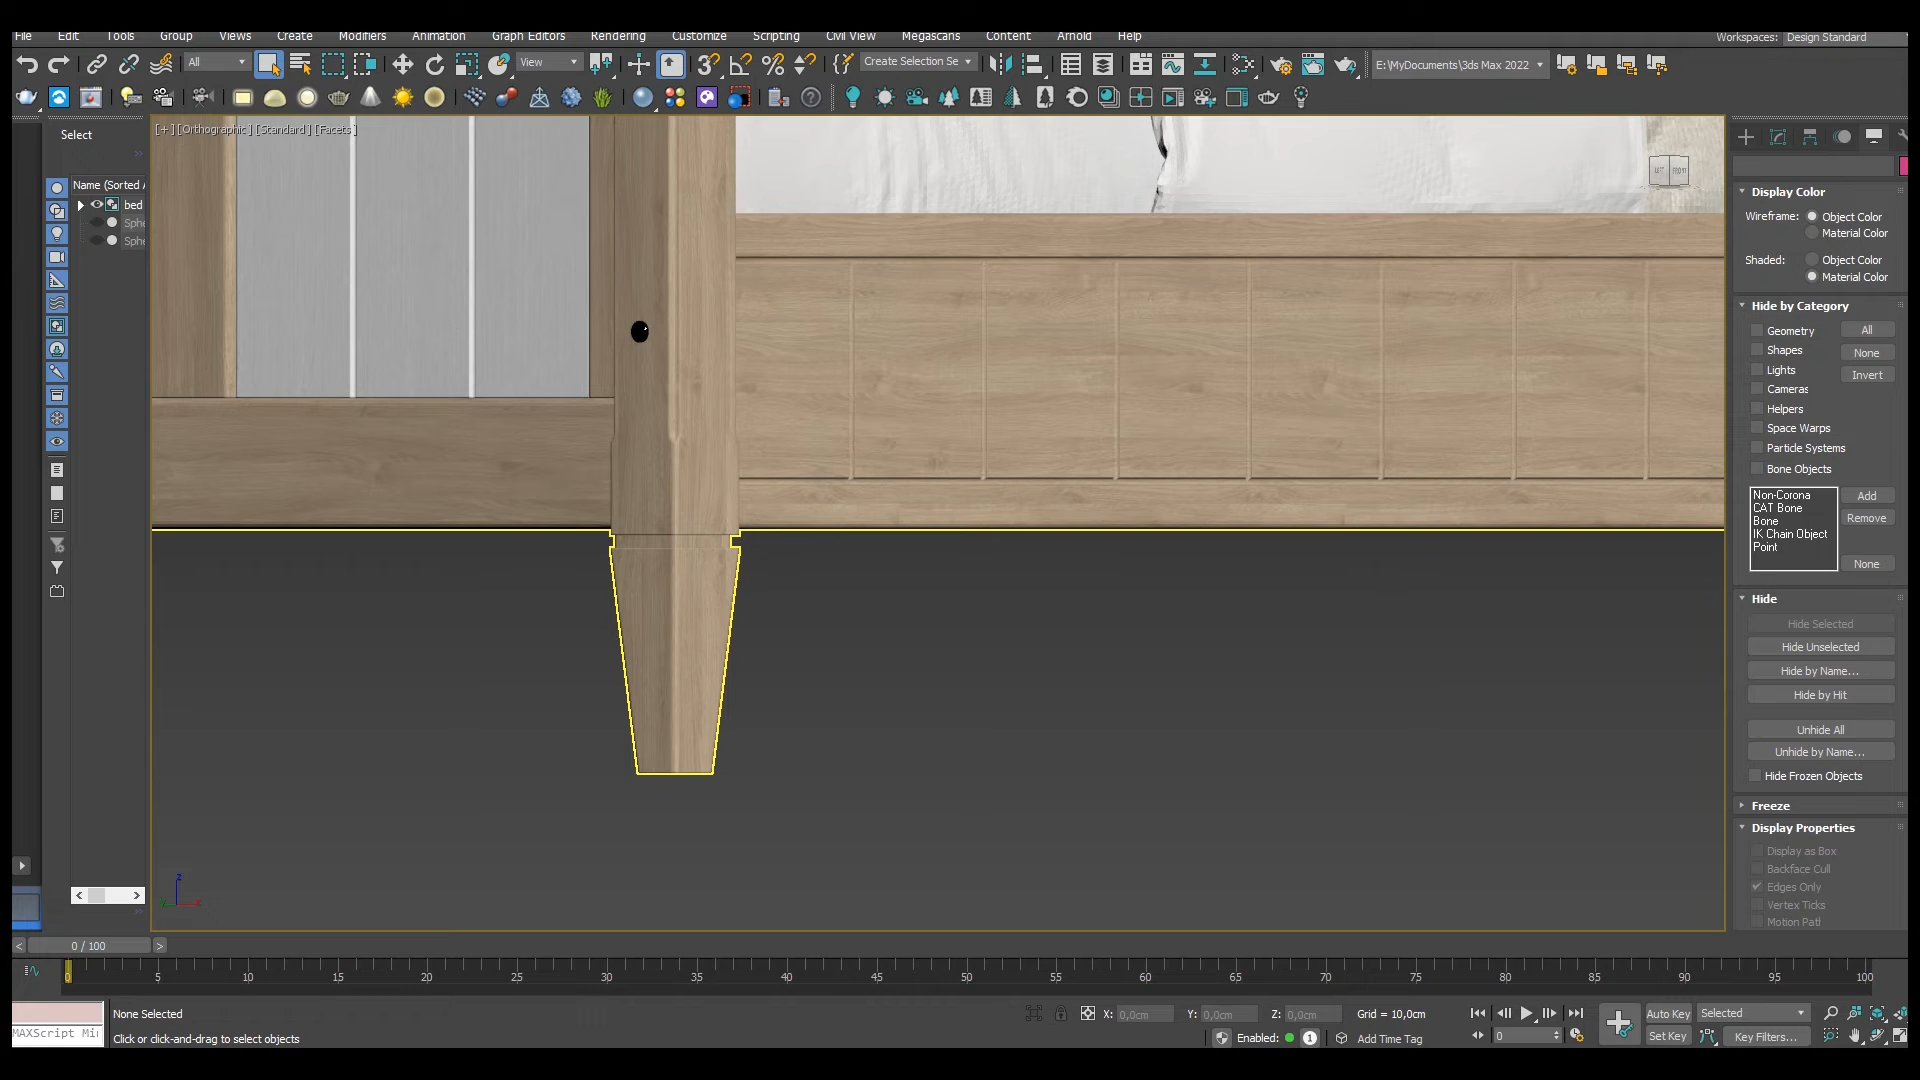 File Edit Tools Group Views Create Modifiers Animation Graph Editors Rendering Customize Scripting Civil View Megascans Content Arnold Help
Workspaces: Design Standard
All
View
Create Selection Se
E:\MyDocuments\3ds Max 2022
Select
[+] [Orthographic] [Standard] [Facets]
Name (Sorted A
bed
Sphe
Sphe
LEFT FRONT
Display Color
Wireframe: Object Color
Material Color
Shaded: Object Color
Material Color
Hide by Category
Geometry All
Shapes None
Lights Invert
Cameras
Helpers
Space Warps
Particle Systems
Bone Objects
Non-Corona Add
CAT Bone
Bone Remove
IK Chain Object
Point
None
Hide
Hide Selected
Hide Unselected
Hide by Name...
Hide by Hit
Unhide All
Unhide by Name...
Hide Frozen Objects
Freeze
Display Properties
Display as Box
Backface Cull
Edges Only
Vertex Ticks
Motion Path
z
0 / 100
0 5 10 15 20 25 30 35 40 45 50 55 60 65 70 75 80 85 90 95 100
None Selected
X: 0,0cm Y: 0,0cm Z: 0,0cm Grid = 10,0cm
Auto Key Selected
MAXScript Mi
Click or click-and-drag to select objects
Enabled: 1 Add Time Tag
0
Set Key Key Filters...